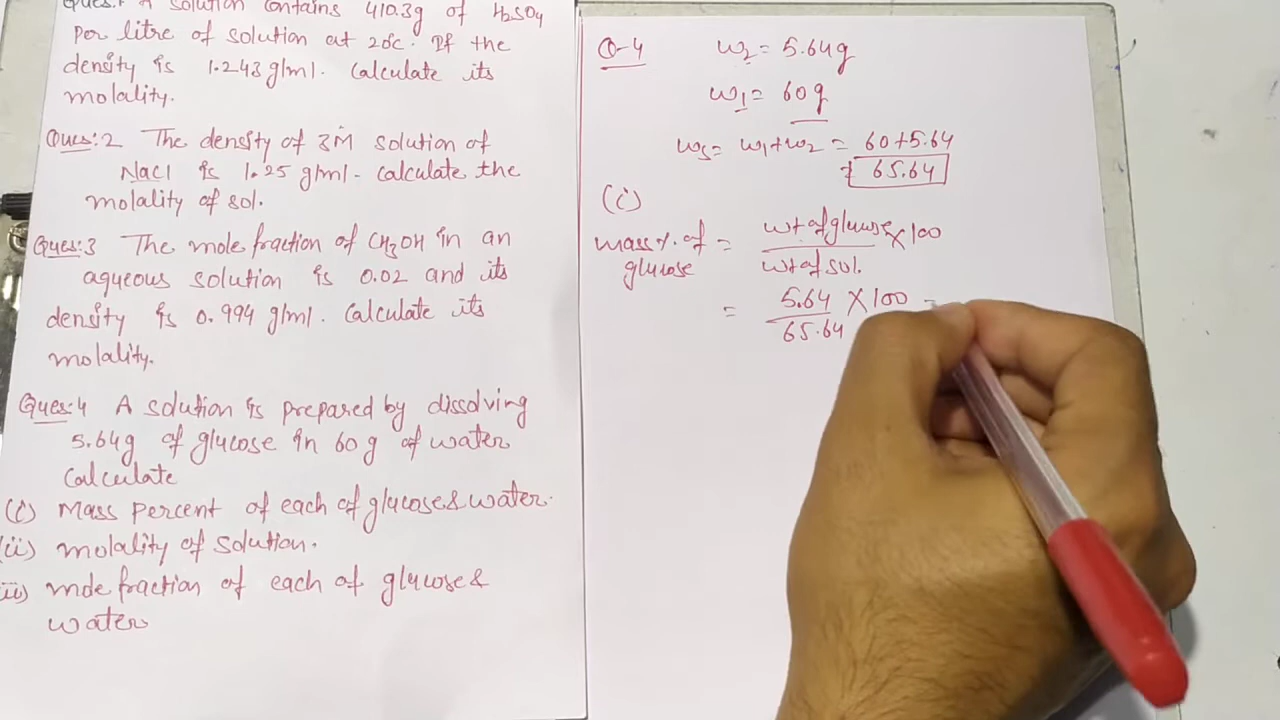 Ques:1 A solution contains 410.3g of H2SO4
per litre of solution at 20c. If the
density is 1.243 g/ml. Calculate its
molality.
Ques:2 The density of 3M solution of
NaCl is 1.25 g/ml. calculate the
molality of sol.
Ques:3 The mole fraction of CH3OH in an
aqueous solution is 0.02 and its
density is 0.994 g/ml. Calculate its
molality.
Ques:4 A solution is prepared by dissolving
5.64g of glucose in 60g of water
Calculate
(i) Mass percent of each of glucose & water.
(ii) molality of solution.
(iii) mole fraction of each of glucose &
water
Q-4 w2 = 5.64g
w1 = 60g
ws = w1+w2 = 60+5.64
= 65.64
(i)
mass % of glucose = wt of glucose / wt of sol. × 100
= 5.64 / 65.64 × 100 =